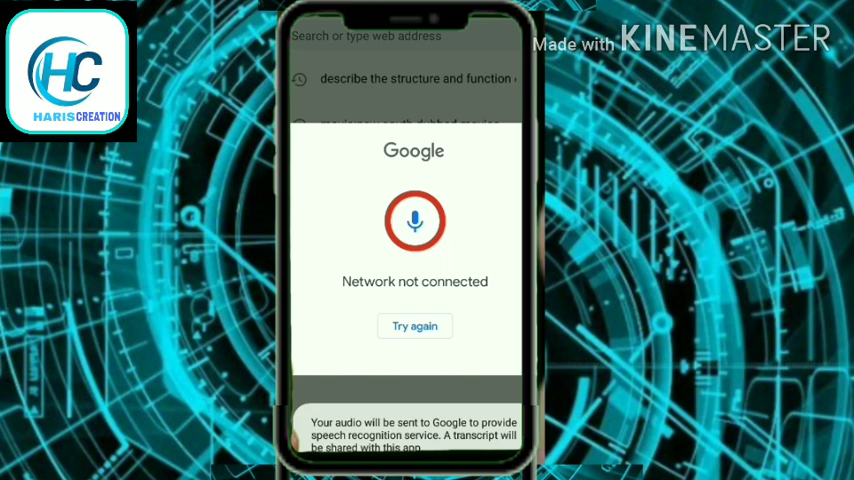 HC
HARISCREATION
Made with KINEMASTER
Search or type web address
describe the structure and function
Google
Network not connected
Try again
Your audio will be sent to Google to provide
speech recognition service. A transcript will
be shared with this app